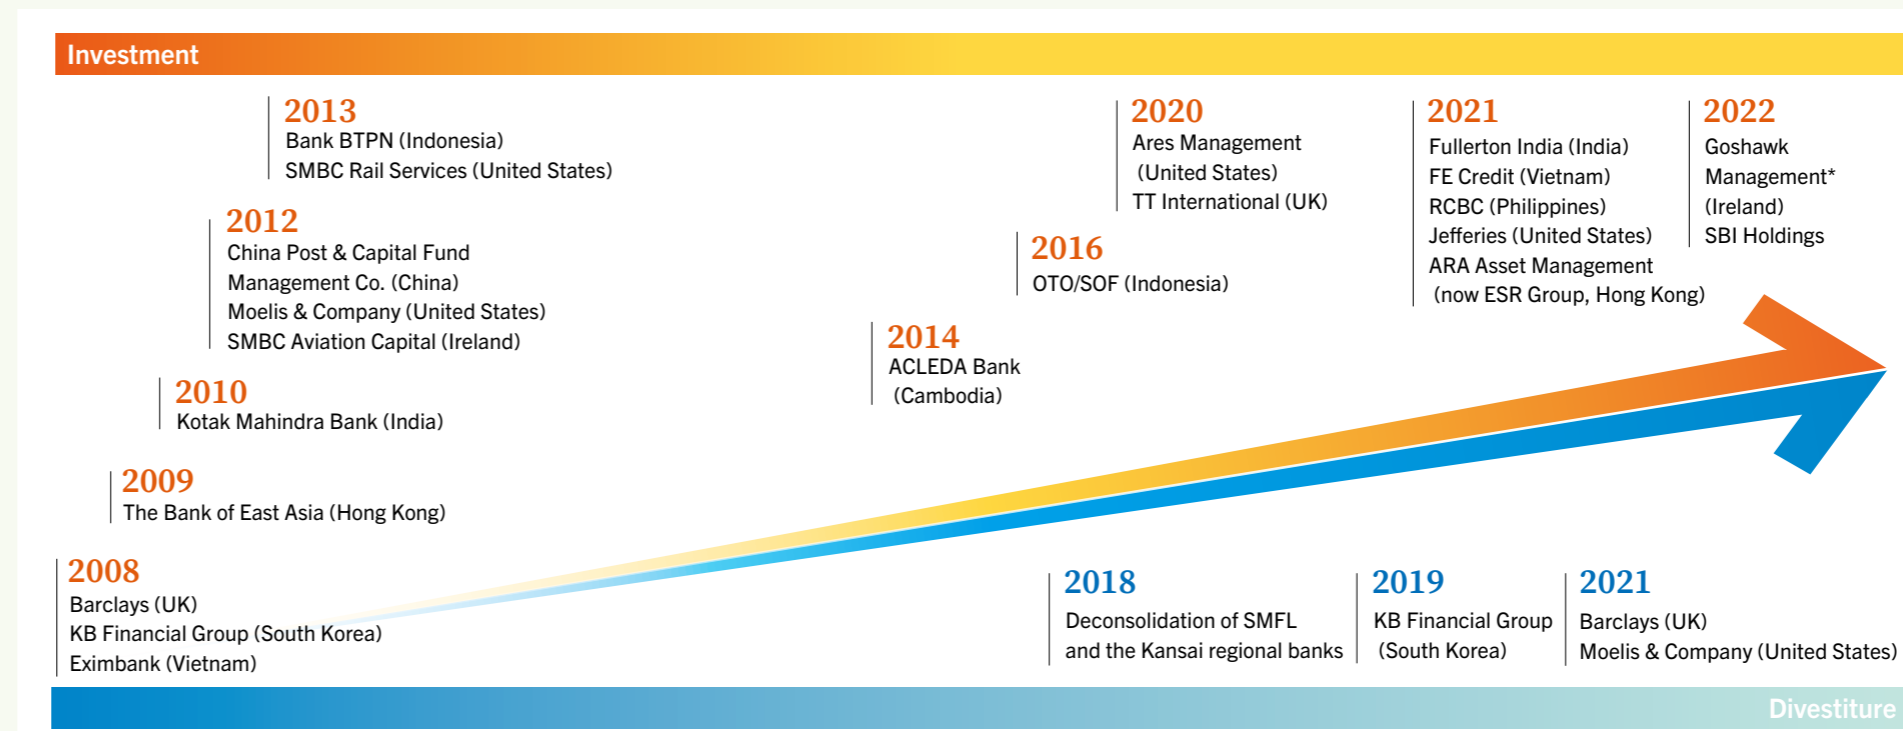 Investment
2013
Bank BTPN (Indonesia)
SMBC Rail Services (United States)
2012
China Post & Capital Fund
Management Co. (China)
Moelis & Company (United States)
SMBC Aviation Capital (Ireland)
2010
Kotak Mahindra Bank (India)
2009
The Bank of East Asia (Hong Kong)
2008
Barclays (UK)
KB Financial Group (South Korea)
Eximbank (Vietnam)
2014
ACLEDA Bank
(Cambodia)
2016
OTO/SOF (Indonesia)
2020
Ares Management
(United States)
TT International (UK)
2021
Fullerton India (India)
FE Credit (Vietnam)
RCBC (Philippines)
Jefferies (United States)
ARA Asset Management
(now ESR Group, Hong Kong)
2022
Goshawk
Management*
(Ireland)
SBI Holdings
2018
Deconsolidation of SMFL
and the Kansai regional banks
2019
KB Financial Group
(South Korea)
2021
Barclays (UK)
Moelis & Company (United States)
Divestiture